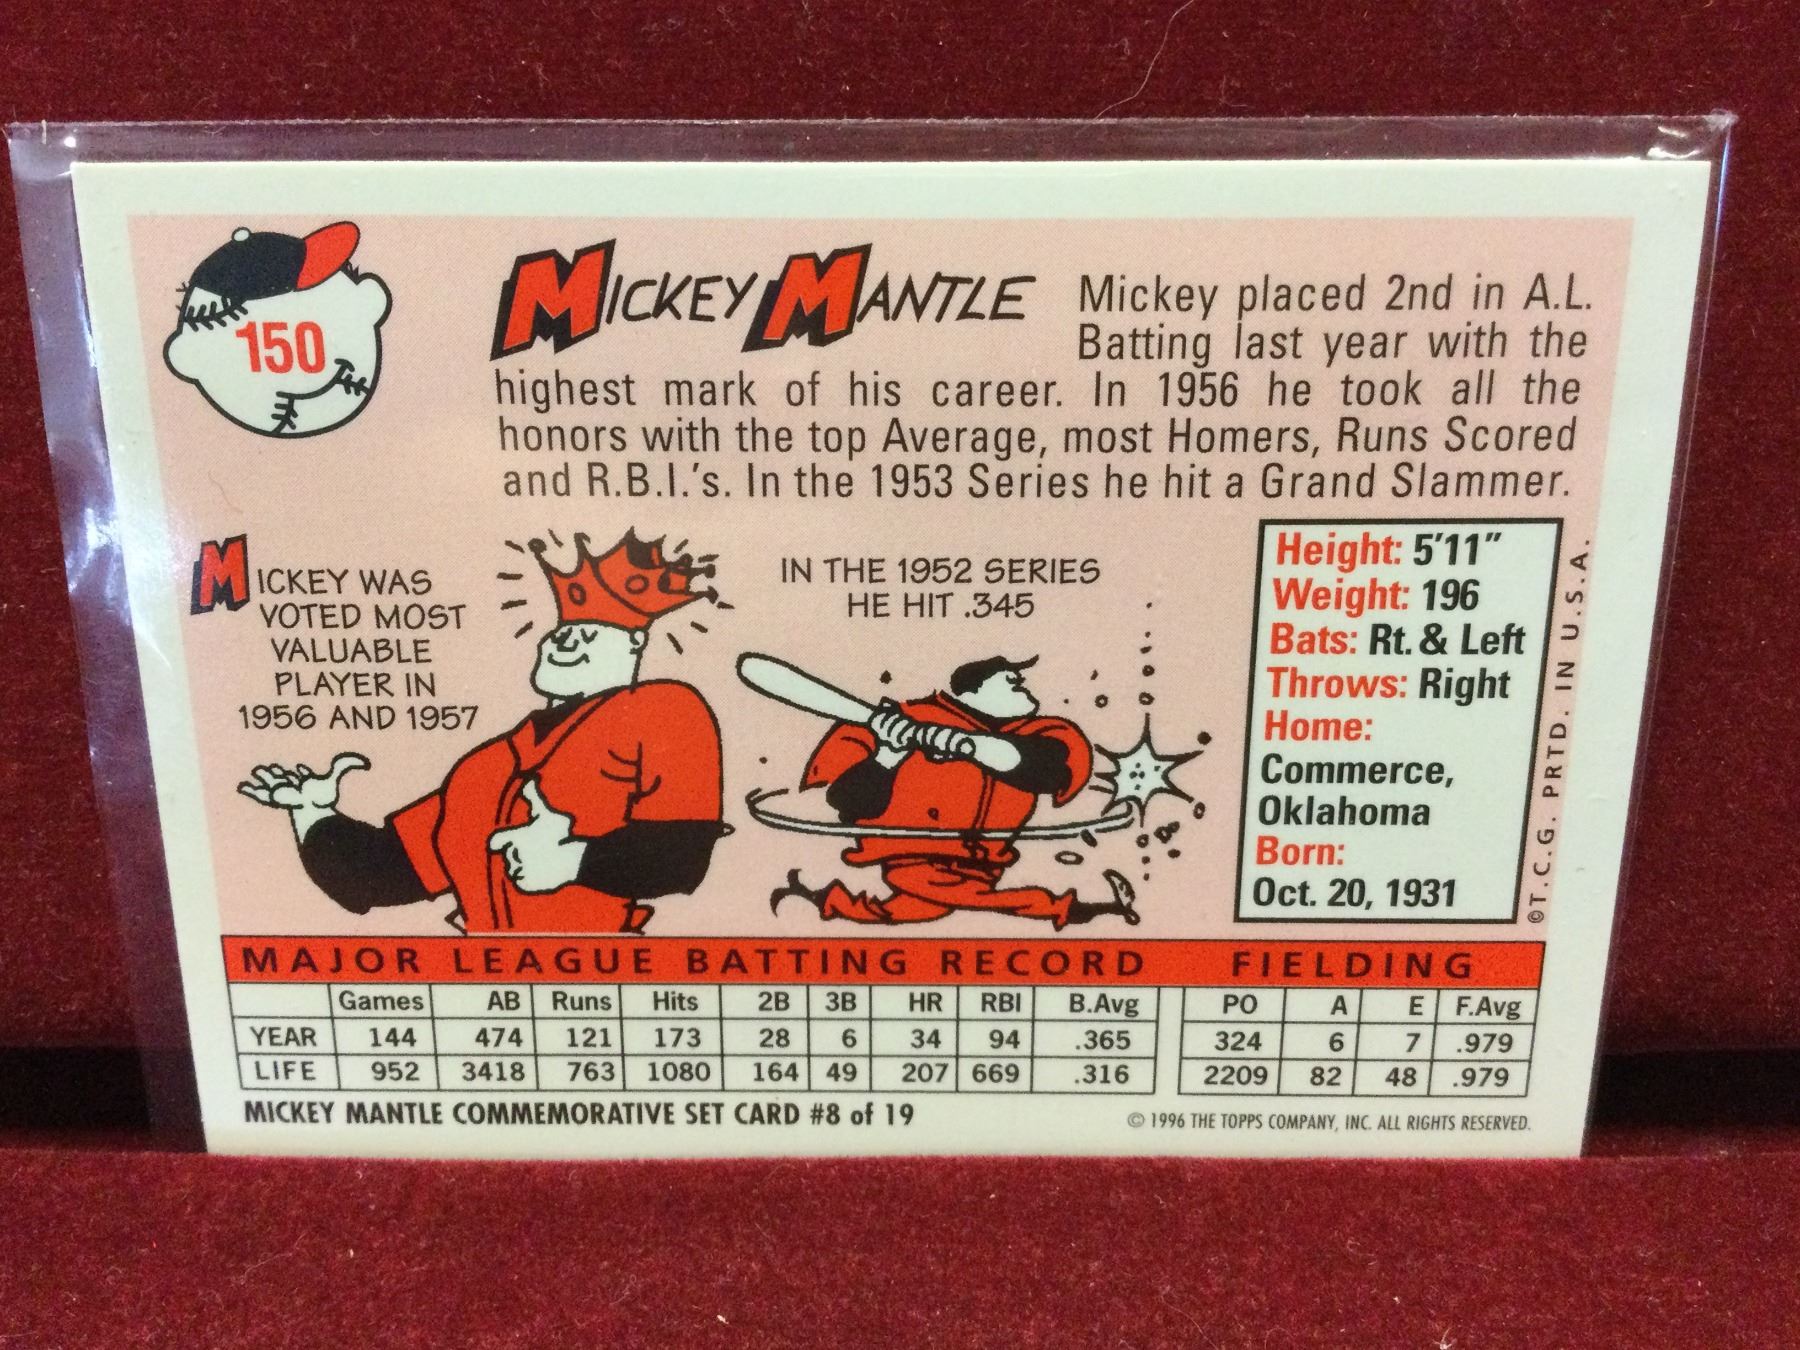 150
MICKEY MANTLE
Mickey placed 2nd in A.L.
Batting last year with the
highest mark of his career. In 1956 he took all the
honors with the top Average, most Homers, Runs Scored
and R.B.I.'s. In the 1953 Series he hit a Grand Slammer.
MICKEY WAS
VOTED MOST
VALUABLE
PLAYER IN
1956 AND 1957
IN THE 1952 SERIES
HE HIT .345
Height: 5'11"
Weight: 196
Bats: Rt. & Left
Throws: Right
Home:
Commerce,
Oklahoma
Born:
Oct. 20, 1931
©T.C.G. PRTD. IN U.S.A.
MAJOR LEAGUE BATTING RECORD FIELDING
Games AB Runs Hits 2B 3B HR RBI B.Avg PO A E F.Avg
YEAR 144 474 121 173 28 6 34 94 .365 324 6 7 .979
LIFE 952 3418 763 1080 164 49 207 669 .316 2209 82 48 .979
MICKEY MANTLE COMMEMORATIVE SET CARD #8 of 19
© 1996 THE TOPPS COMPANY, INC. ALL RIGHTS RESERVED.